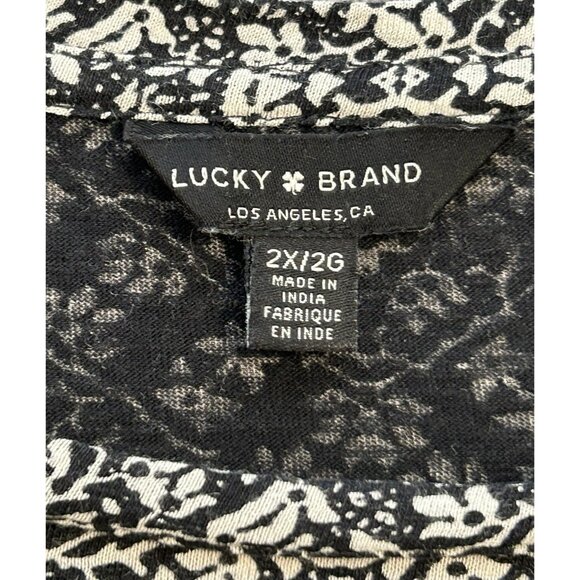 LUCKY BRAND
LOS ANGELES, CA
2X/2G
MADE IN
INDIA
FABRIQUE
EN INDE